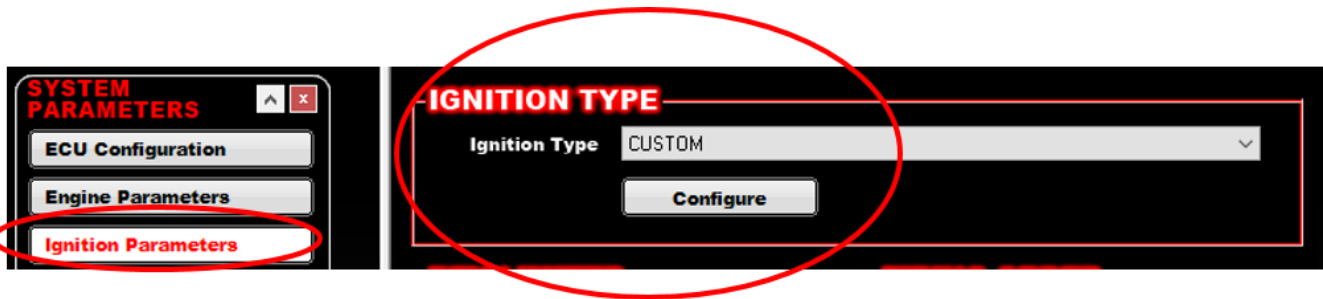 SYSTEM
PARAMETERS
x
ECU Configuration
Engine Parameters
Ignition Parameters
IGNITION TYPE
Ignition Type
CUSTOM
Configure